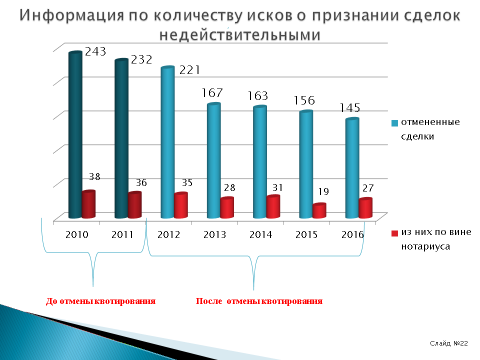 Информация по количеству исков о признании сделок
недействительными
243
232
221
167
163
156
145
38
36
35
28
31
19
27
2010
2011
2012
2013
2014
2015
2016
отмененные
сделки
из них по вине
нотариуса
До отмены квотирования
После отмены квотирования
Слайд №22